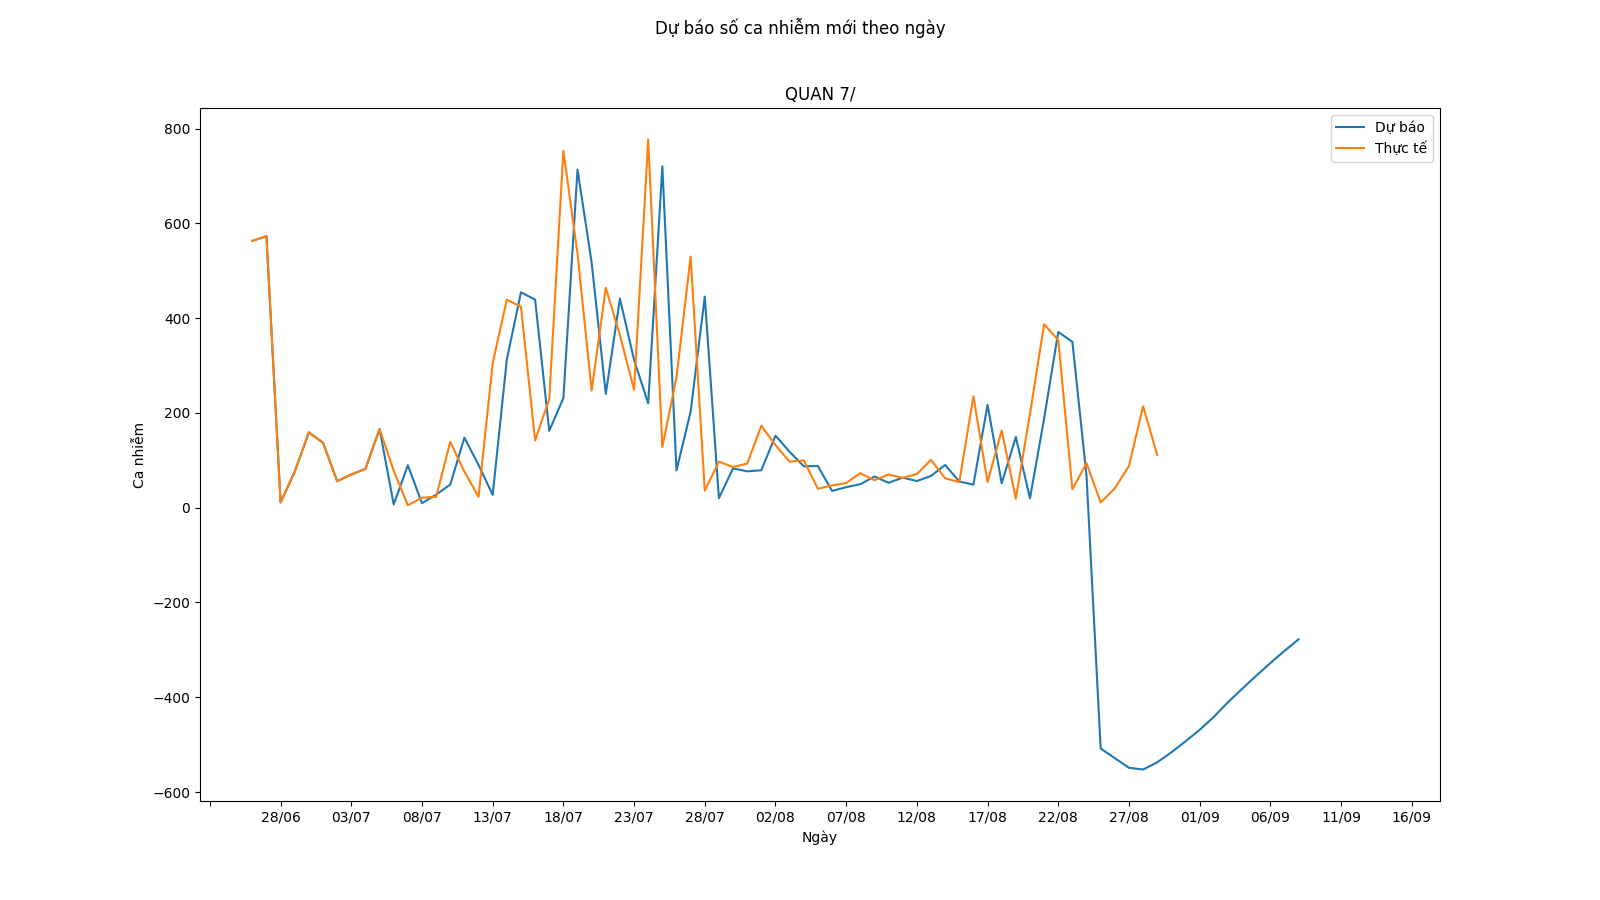 Dự báo số ca nhiễm mới theo ngày
QUAN 7/
Dự báo
Thực tế
Ca nhiễm
800
600
400
200
0
−200
−400
−600
28/06 03/07 08/07 13/07 18/07 23/07 28/07 02/08 07/08 12/08 17/08 22/08 27/08 01/09 06/09 11/09 16/09
Ngày